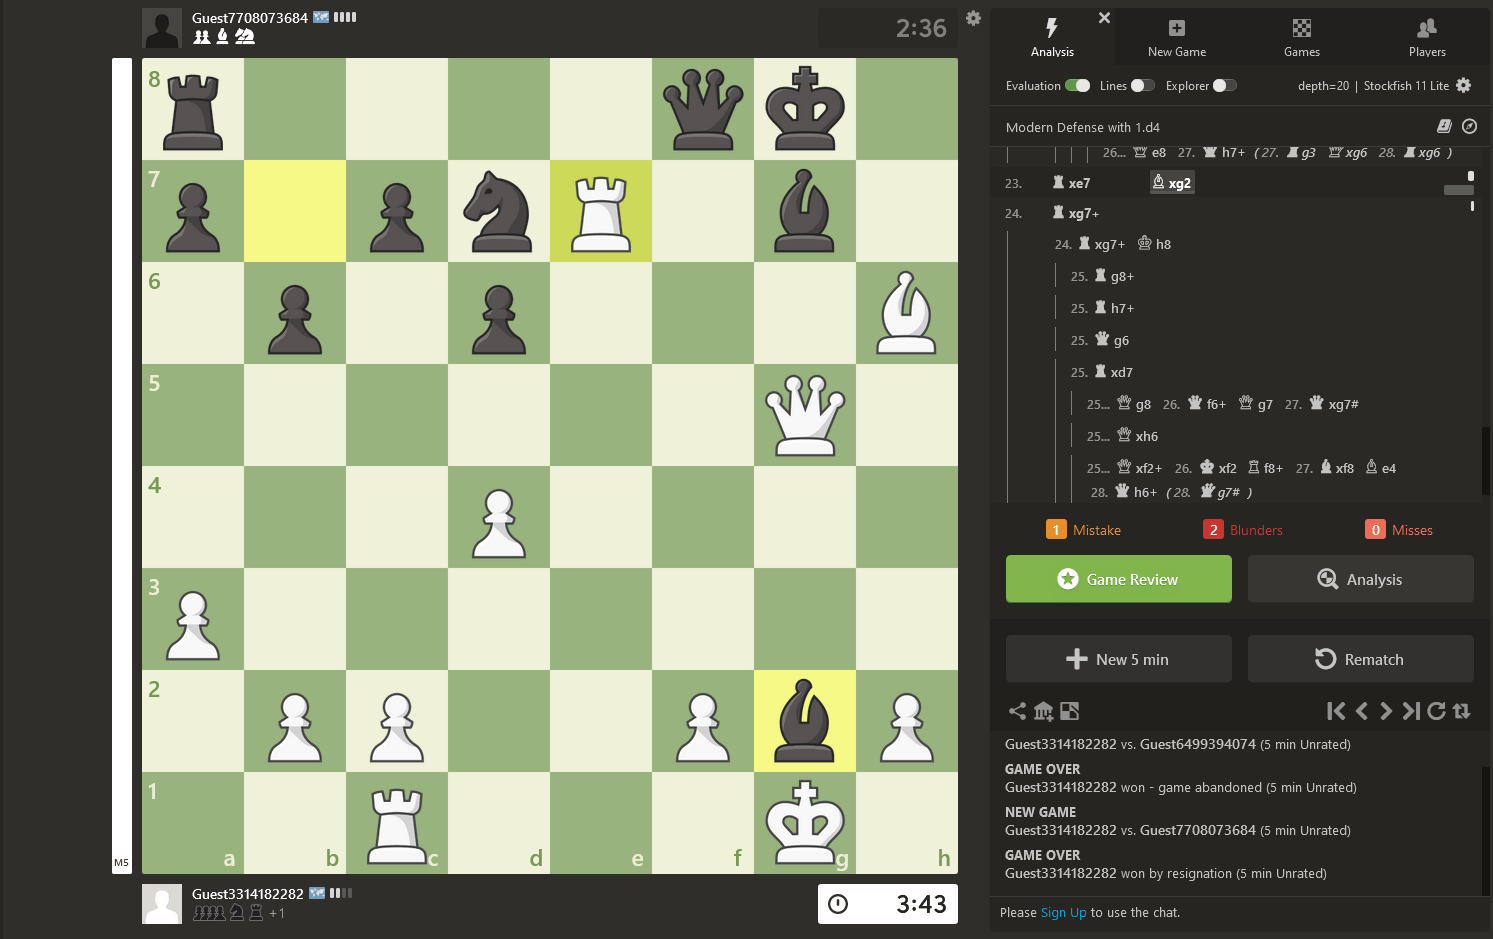 Guest7708073684
2:36
8
7
6
5
4
3
2
1
a b c d e f g h
M5
Guest3314182282
+1
3:43
Analysis New Game Games Players
Evaluation Lines Explorer depth=20 | Stockfish 11 Lite
Modern Defense with 1.d4
26... e8 27. h7+ ( 27. g3 xg6 28. xg6 )
23. xe7 xg2
24. xg7+
24. xg7+ h8
25. g8+
25. h7+
25. g6
25. xd7
25... g8 26. f6+ g7 27. xg7#
25... xh6
25... xf2+ 26. xf2 f8+ 27. xf8 e4
28. h6+ ( 28. g7# )
1 Mistake 2 Blunders 0 Misses
Game Review Analysis
New 5 min Rematch
Guest3314182282 vs. Guest6499394074 (5 min Unrated)
GAME OVER
Guest3314182282 won - game abandoned (5 min Unrated)
NEW GAME
Guest3314182282 vs. Guest7708073684 (5 min Unrated)
GAME OVER
Guest3314182282 won by resignation (5 min Unrated)
Please Sign Up to use the chat.